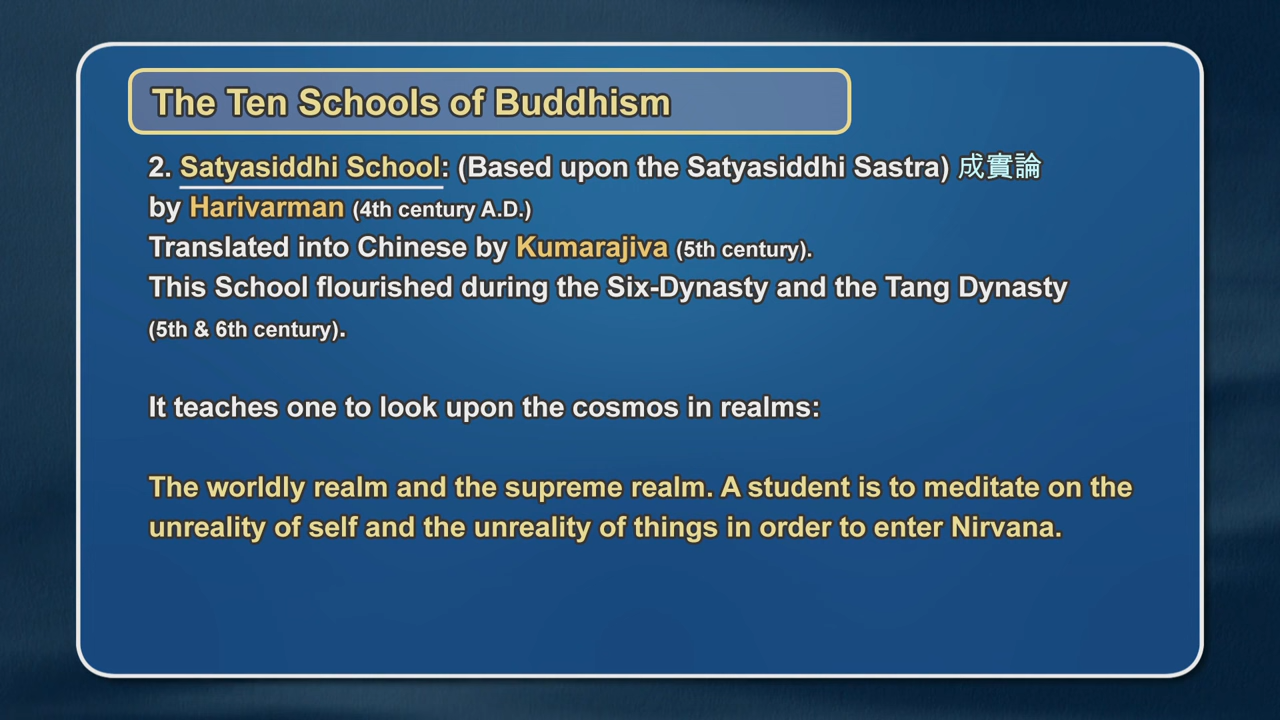 The Ten Schools of Buddhism
2. Satyasiddhi School: (Based upon the Satyasiddhi Sastra) 成實論
by Harivarman (4th century A.D.)
Translated into Chinese by Kumarajiva (5th century).
This School flourished during the Six-Dynasty and the Tang Dynasty
(5th & 6th century).
It teaches one to look upon the cosmos in realms:
The worldly realm and the supreme realm. A student is to meditate on the
unreality of self and the unreality of things in order to enter Nirvana.